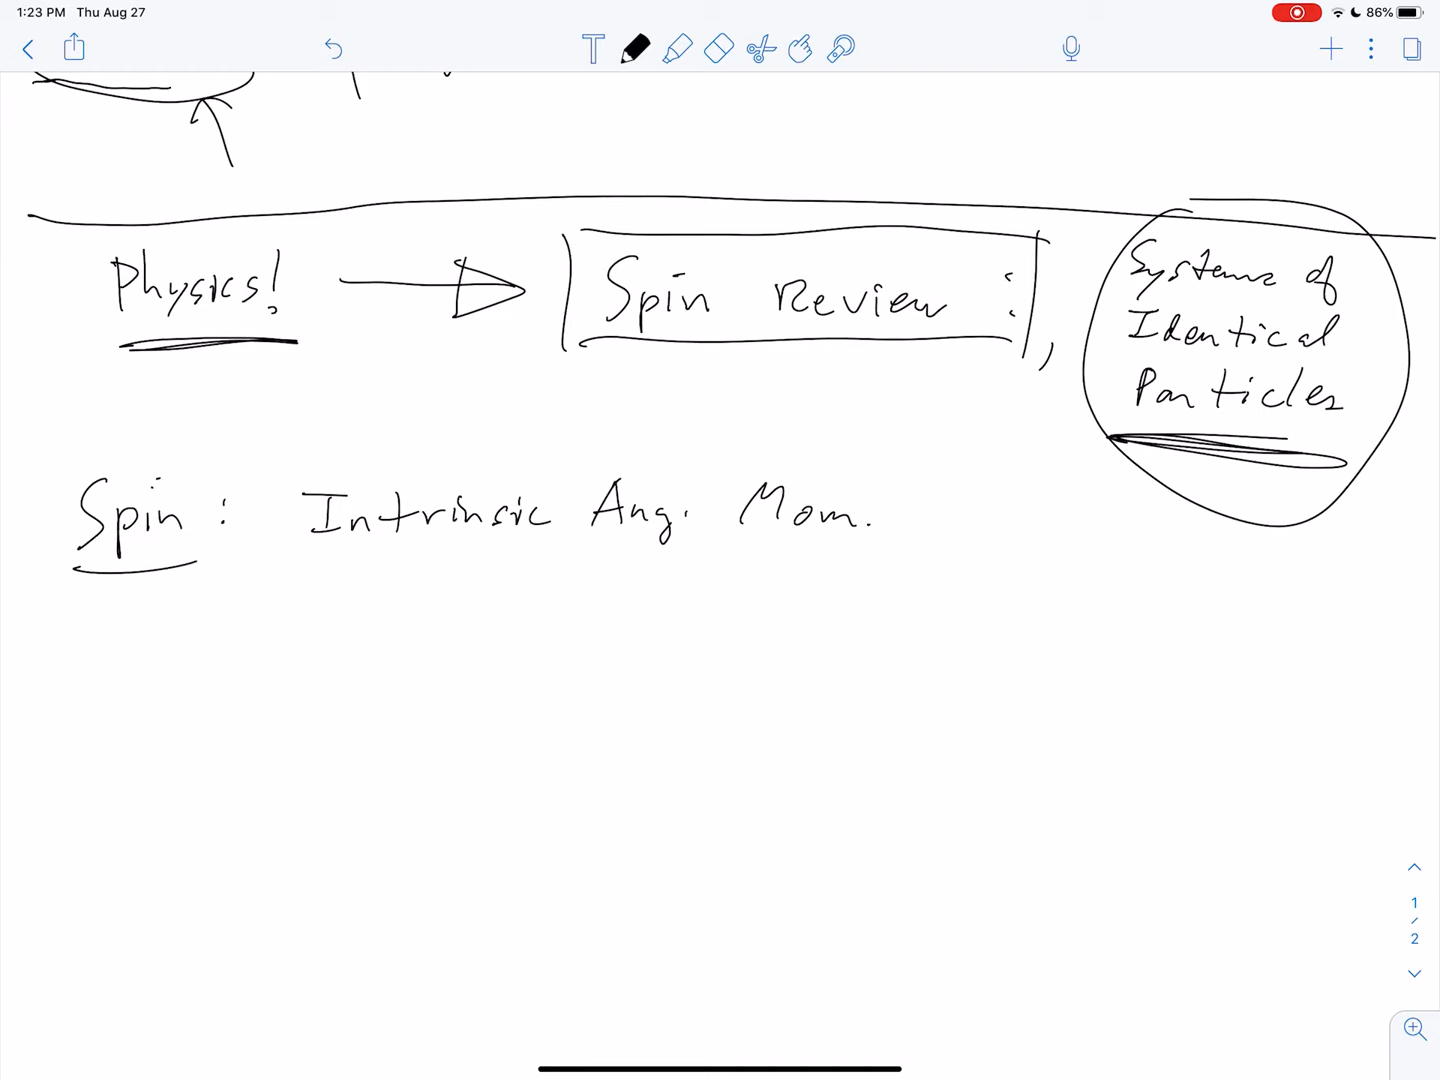 1:23 PM Thu Aug 27
86%
T
Physics!
Spin Review :,
Systems of
Identical
Particles
Spin : Intrinsic Ang. Mom.
1
/
2